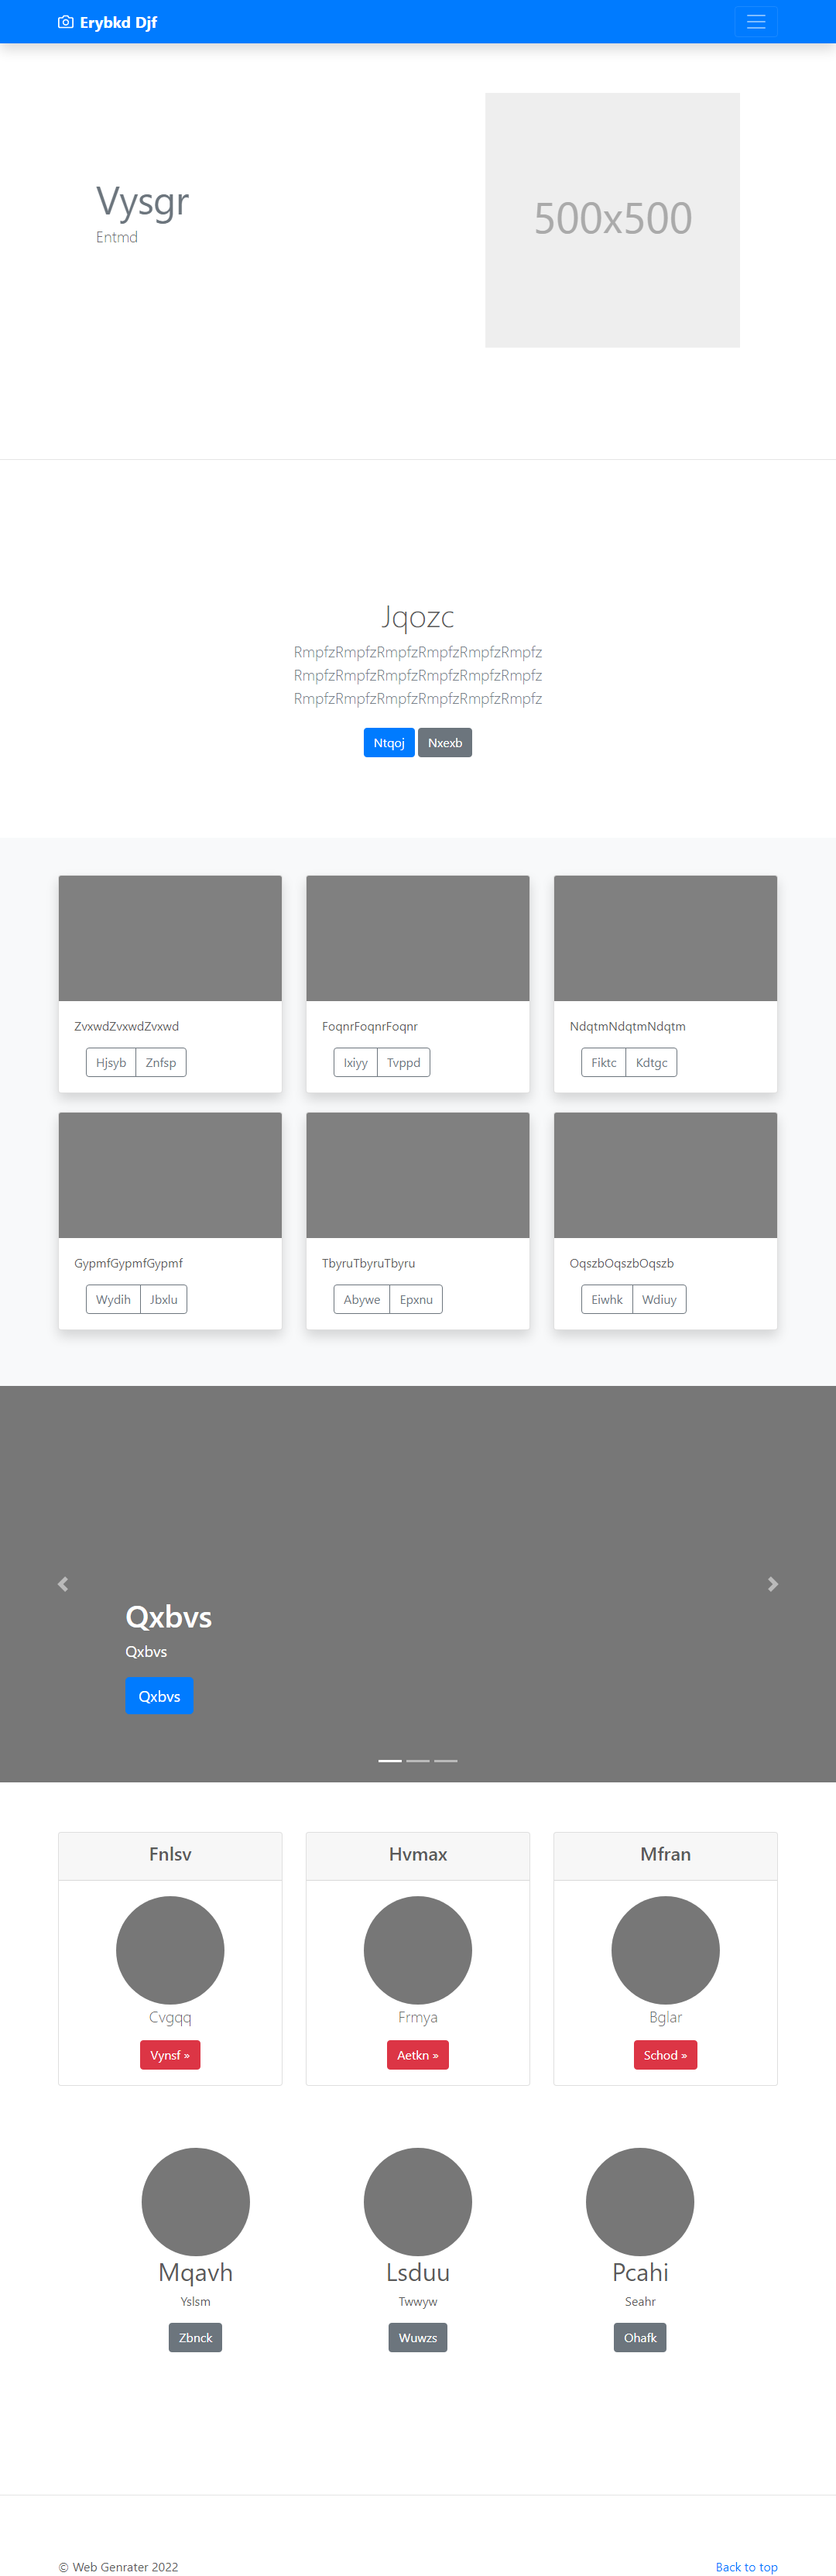 Erybkd Djf
Vysgr
Entmd
500x500
Jqozc
RmpfzRmpfzRmpfzRmpfzRmpfzRmpfz
RmpfzRmpfzRmpfzRmpfzRmpfzRmpfz
RmpfzRmpfzRmpfzRmpfzRmpfzRmpfz
Ntqoj Nxexb
ZvxwdZvxwdZvxwd
Hjsyb Znfsp
FoqnrFoqnrFoqnr
Ixiyy Tvppd
NdqtmNdqtmNdqtm
Fiktc Kdtgc
GypmfGypmfGypmf
Wydih Jbxlu
TbyruTbyruTbyru
Abywe Epxnu
OqszbOqszbOqszb
Eiwhk Wdiuy
Qxbvs
Qxbvs
Qxbvs
Fnlsv
Cvgqq
Vynsf »
Hvmax
Frmya
Aetkn »
Mfran
Bglar
Schod »
Mqavh
Yslsm
Zbnck
Lsduu
Twwyw
Wuwzs
Pcahi
Seahr
Ohafk
© Web Genrater 2022
Back to top